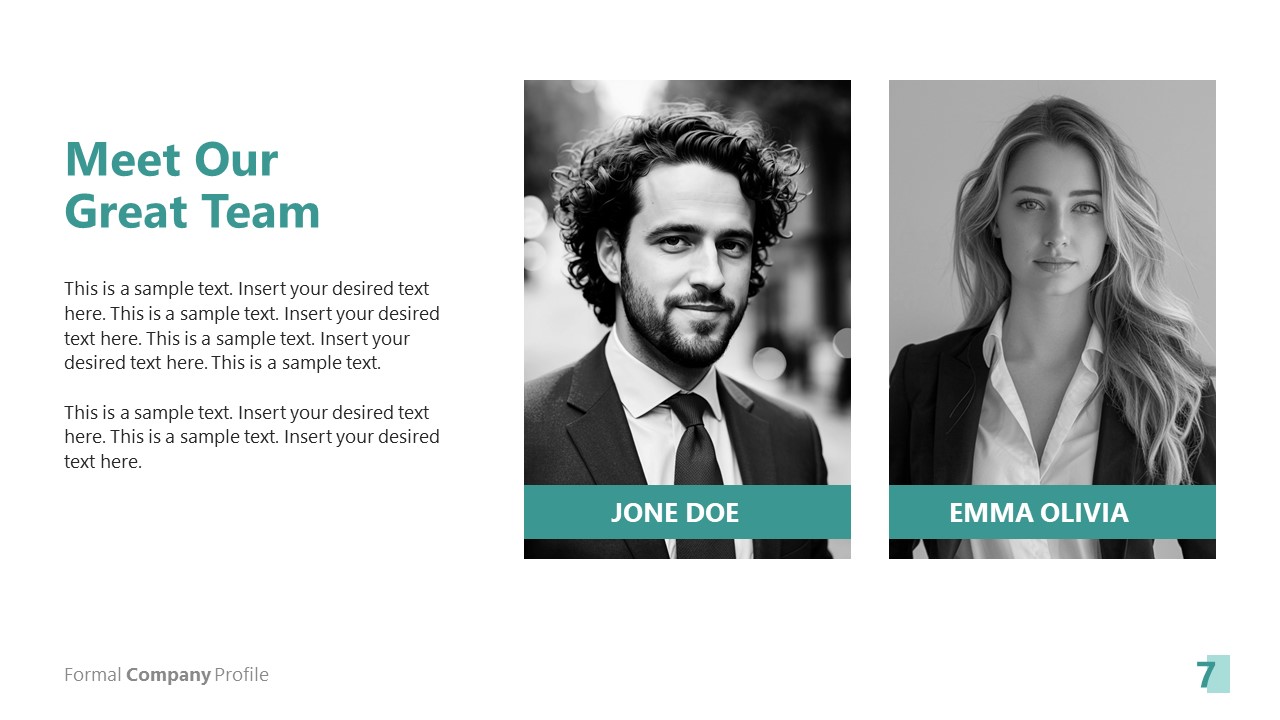 Meet Our
Great Team
This is a sample text. Insert your desired text
here. This is a sample text. Insert your desired
text here. This is a sample text. Insert your
desired text here. This is a sample text.
This is a sample text. Insert your desired text
here. This is a sample text. Insert your desired
text here.
JONE DOE
EMMA OLIVIA
Formal Company Profile
7